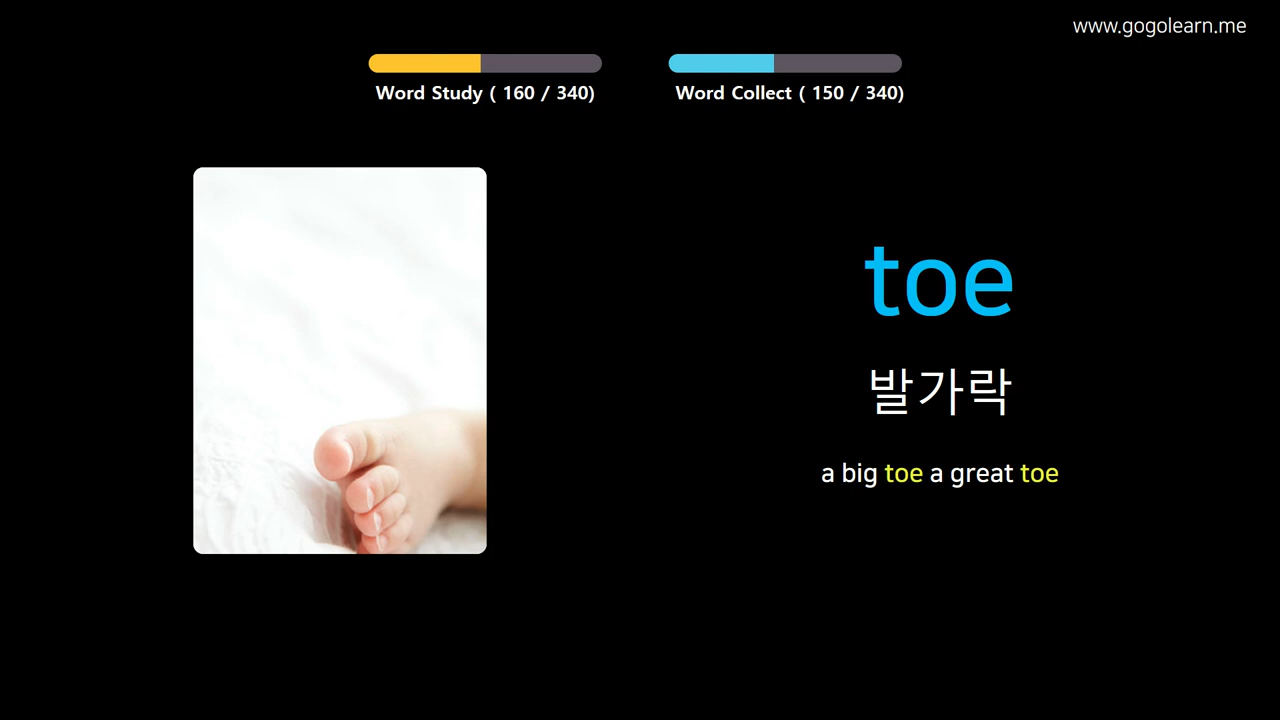 www.gogolearn.me
Word Study ( 160 / 340)
Word Collect ( 150 / 340)
toe
발가락
a big toe a great toe